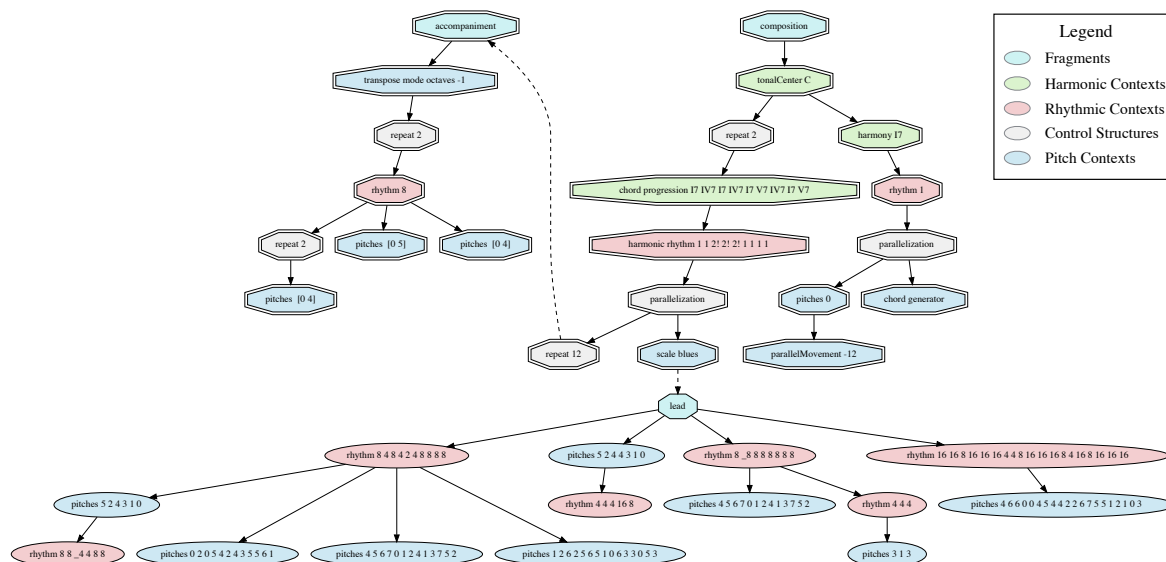 accompaniment
composition
Legend
Fragments
Harmonic Contexts
Rhythmic Contexts
Control Structures
Pitch Contexts
transpose mode octaves -1
tonalCenter C
repeat 2
repeat 2
harmony I7
rhythm 8
chord progression I7 IV7 I7 IV7 I7 V7 IV7 I7 V7
rhythm 1
repeat 2
pitches [0 5]
pitches [0 4]
harmonic rhythm 1 1 2! 2! 2! 1 1 1 1
parallelization
pitches [0 4]
parallelization
pitches 0
chord generator
repeat 12
scale blues
parallelMovement -12
lead
rhythm 8 4 8 4 2 4 8 8 8 8
pitches 5 2 4 4 3 1 0
rhythm 8 _8 8 8 8 8 8 8
rhythm 16 16 8 16 16 16 4 4 8 16 16 16 8 4 16 8 16 16 16
pitches 5 2 4 3 1 0
rhythm 4 4 4 16 8
pitches 4 5 6 7 0 1 2 4 1 3 7 5 2
rhythm 4 4 4
pitches 4 6 6 0 0 4 5 4 4 2 2 6 7 5 5 1 2 1 0 3
rhythm 8 8 _4 4 8 8
pitches 0 2 0 5 4 2 4 3 5 5 6 1
pitches 4 5 6 7 0 1 2 4 1 3 7 5 2
pitches 1 2 6 2 5 6 5 1 0 6 3 3 0 5 3
pitches 3 1 3